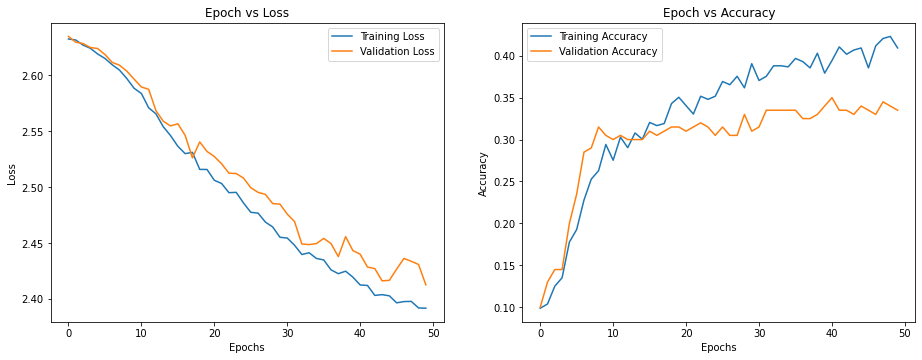 Epoch vs Loss
Training Loss
Validation Loss
2.60
2.55
2.50
2.45
2.40
Loss
0
10
20
30
40
50
Epochs
Epoch vs Accuracy
Training Accuracy
Validation Accuracy
0.40
0.35
0.30
0.25
0.20
0.15
0.10
Accuracy
0
10
20
30
40
50
Epochs